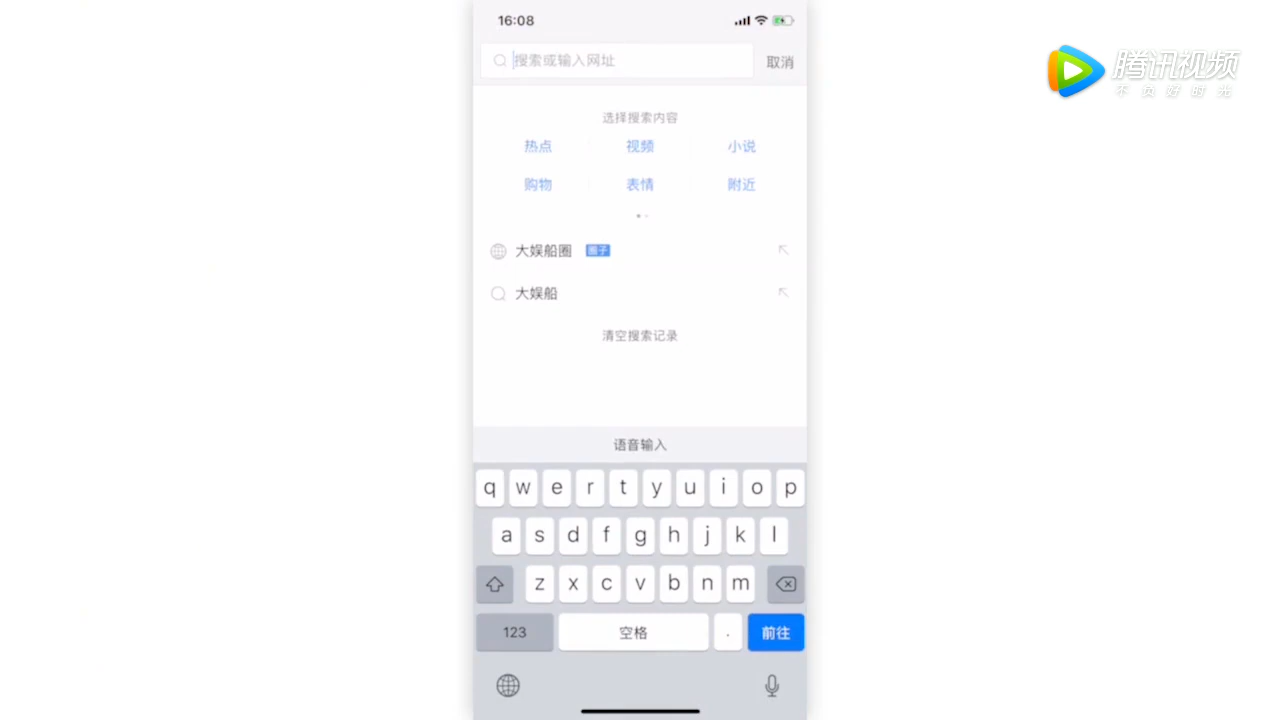 16:08
搜索或输入网址
取消
腾讯视频
不负好时光
选择搜索内容
热点 视频 小说
购物 表情 附近
大娱船圈 圈子
大娱船
清空搜索记录
语音输入
q w e r t y u i o p
a s d f g h j k l
z x c v b n m
123 空格 . 前往